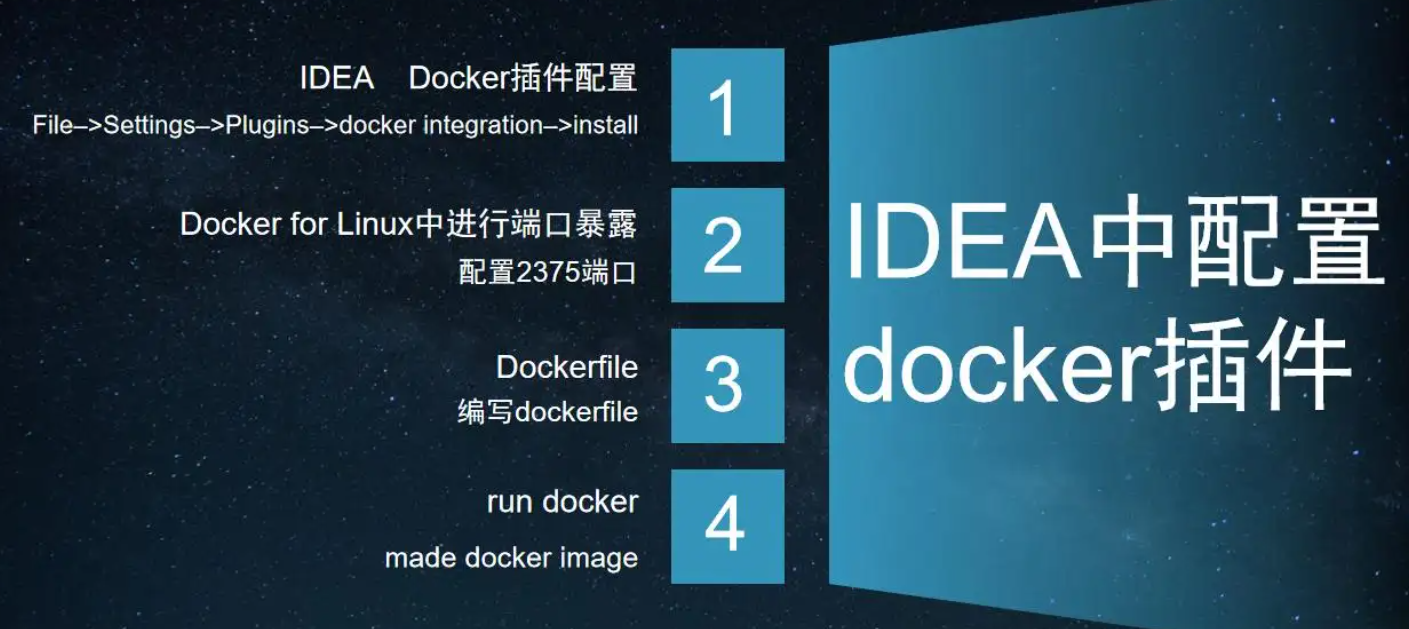 IDEA Docker插件配置
File–>Settings–>Plugins–>docker integration–>install
1
Docker for Linux中进行端口暴露
配置2375端口
2
Dockerfile
编写dockerfile
3
run docker
made docker image
4
IDEA中配置
docker插件